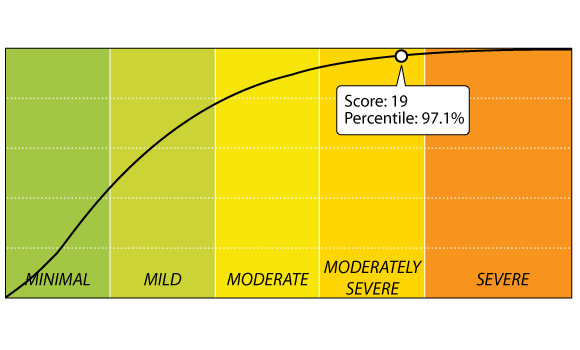 Score: 19
Percentile: 97.1%
MINIMAL
MILD
MODERATE
MODERATELY
SEVERE
SEVERE